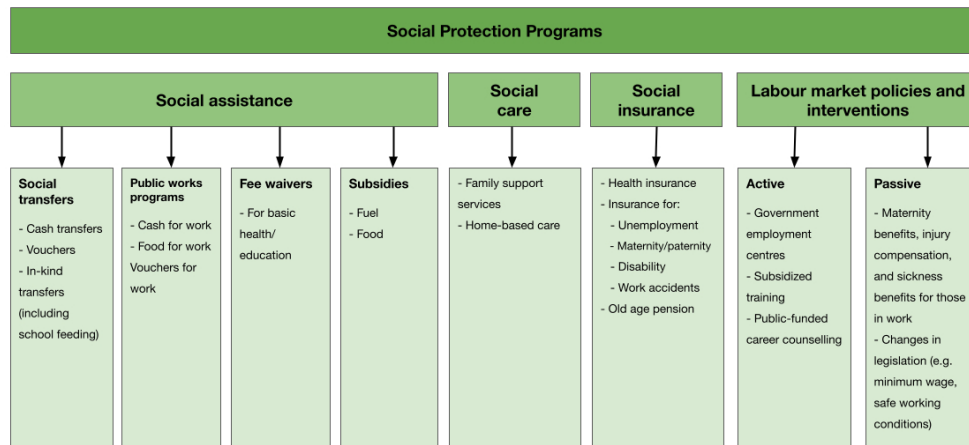 Social Protection Programs
Social assistance
Social
care
Social
insurance
Labour market policies and
interventions
Social
transfers
- Cash transfers
- Vouchers
- In-kind
transfers
(including
school feeding)
Public works
programs
- Cash for work
- Food for work
Vouchers for
work
Fee waivers
- For basic
health/
education
Subsidies
- Fuel
- Food
- Family support
services
- Home-based care
- Health insurance
- Insurance for:
- Unemployment
- Maternity/paternity
- Disability
- Work accidents
- Old age pension
Active
- Government
employment
centres
- Subsidized
training
- Public-funded
career counselling
Passive
- Maternity
benefits, injury
compensation,
and sickness
benefits for those
in work
- Changes in
legislation (e.g.
minimum wage,
safe working
conditions)